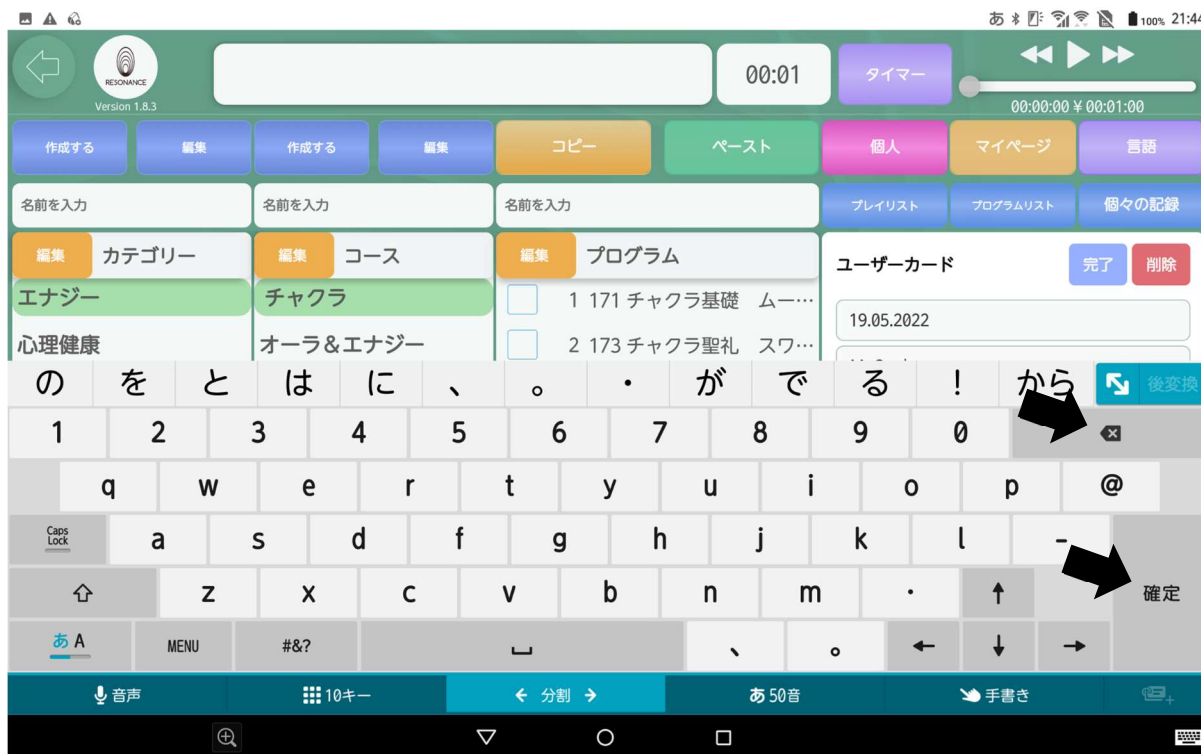 あ 100% 21:44
RESONANCE
Version 1.8.3
00:01
タイマー
00:00:00 ¥ 00:01:00
作成する 編集 作成する 編集 コピー ペースト 個人 マイページ 言語
名前を入力 名前を入力 名前を入力 プレイリスト プログラムリスト 個々の記録
編集 カテゴリー 編集 コース 編集 プログラム ユーザーカード 完了 削除
エナジー チャクラ 1 171 チャクラ基礎 ムー…
19.05.2022
心理健康 オーラ&エナジー 2 173 チャクラ聖礼 スワ…
の を と は に 、 。 ・ が で る ! から 後変換
1 2 3 4 5 6 7 8 9 0
q w e r t y u i o p @
Caps Lock a s d f g h j k l -
z x c v b n m ・ ↑ 確定
あ A MENU #&? 、 。 ← ↓ →
音声 10キー ← 分割 → あ 50音 手書き